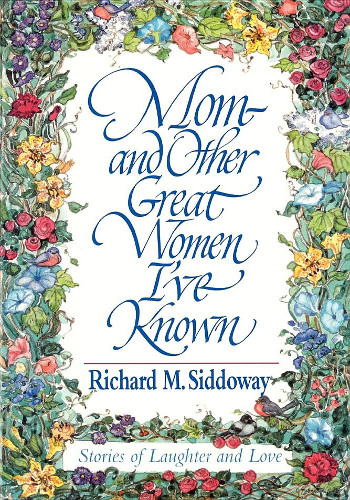 Mom—
and Other
Great
Women
I've
Known
Richard M. Siddoway
Stories of Laughter and Love